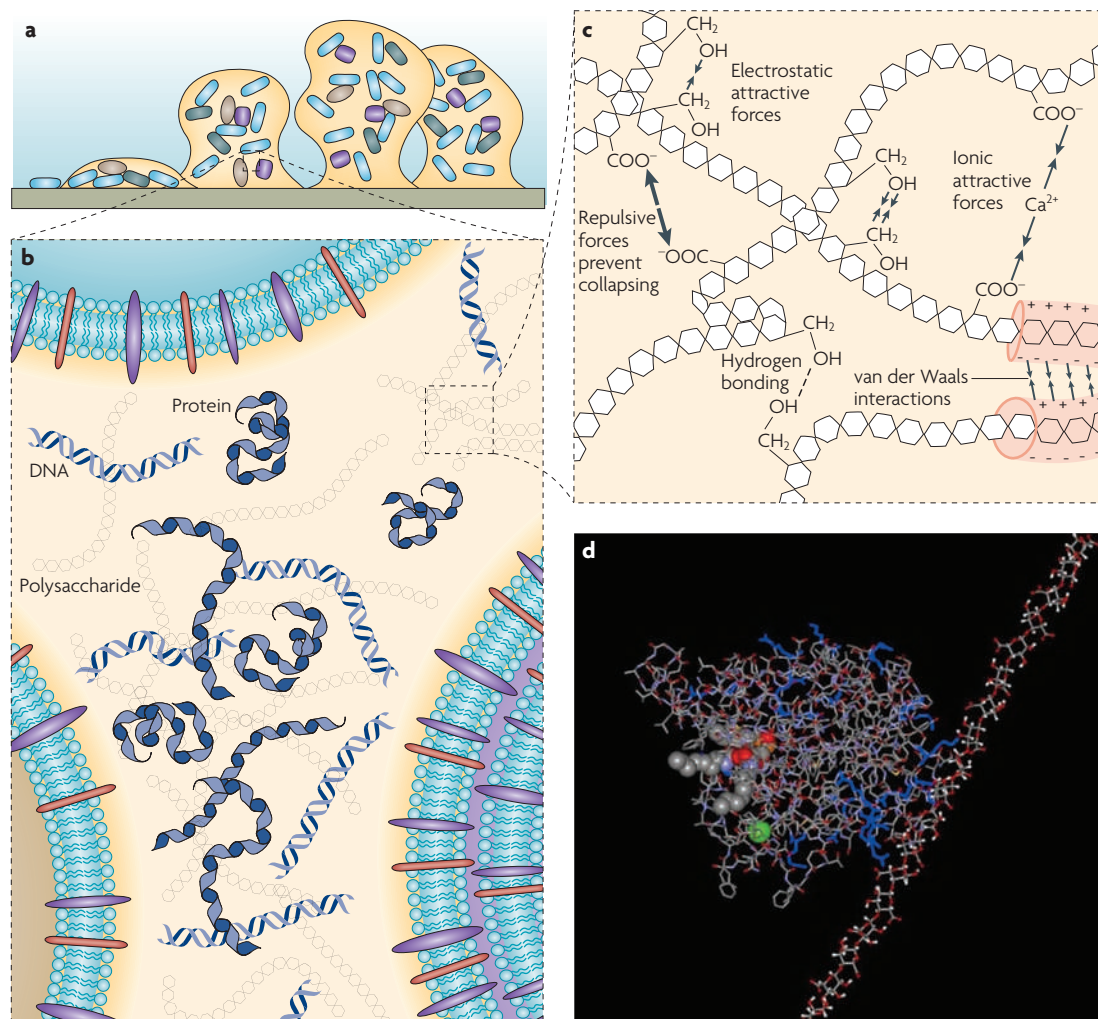 a
b
Protein
DNA
Polysaccharide
c
CH₂
OH
Electrostatic
attractive
forces
CH₂
OH
COO⁻
Repulsive
forces
prevent
collapsing
⁻OOC
CH₂
OH
CH₂
OH
COO⁻
Ionic
attractive
forces
Ca²⁺
COO⁻
+ + + +
- - - -
van der Waals
interactions
+ + + +
- - - -
CH₂
OH
Hydrogen
bonding
OH
CH₂
d